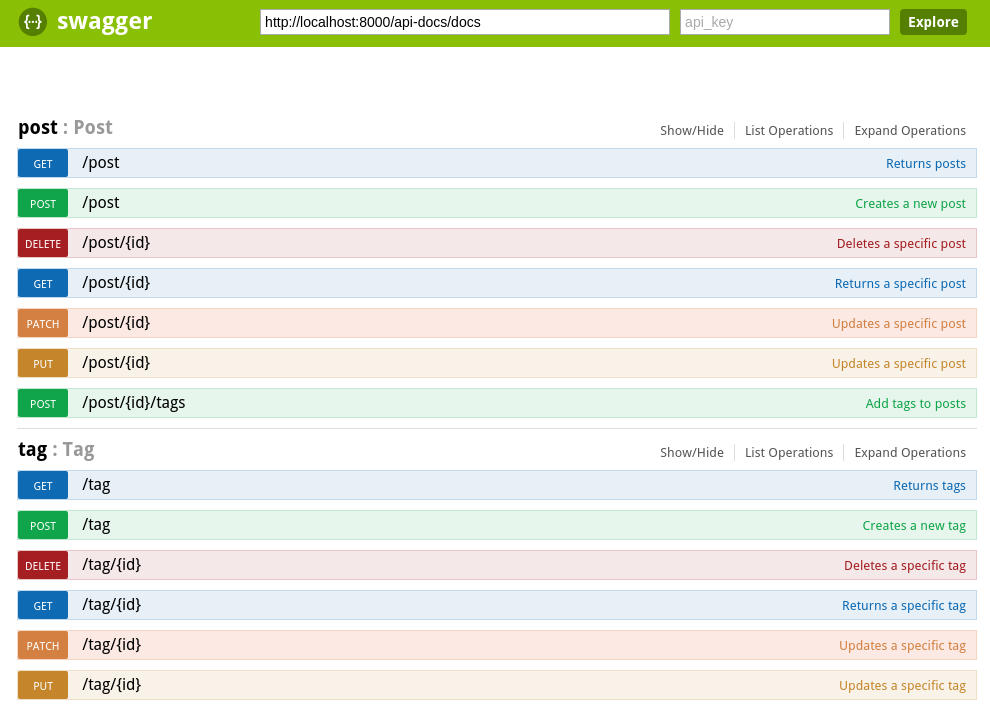 {··} swagger http://localhost:8000/api-docs/docs api_key Explore
post : Post Show/Hide List Operations Expand Operations
GET /post Returns posts
POST /post Creates a new post
DELETE /post/{id} Deletes a specific post
GET /post/{id} Returns a specific post
PATCH /post/{id} Updates a specific post
PUT /post/{id} Updates a specific post
POST /post/{id}/tags Add tags to posts
tag : Tag Show/Hide List Operations Expand Operations
GET /tag Returns tags
POST /tag Creates a new tag
DELETE /tag/{id} Deletes a specific tag
GET /tag/{id} Returns a specific tag
PATCH /tag/{id} Updates a specific tag
PUT /tag/{id} Updates a specific tag